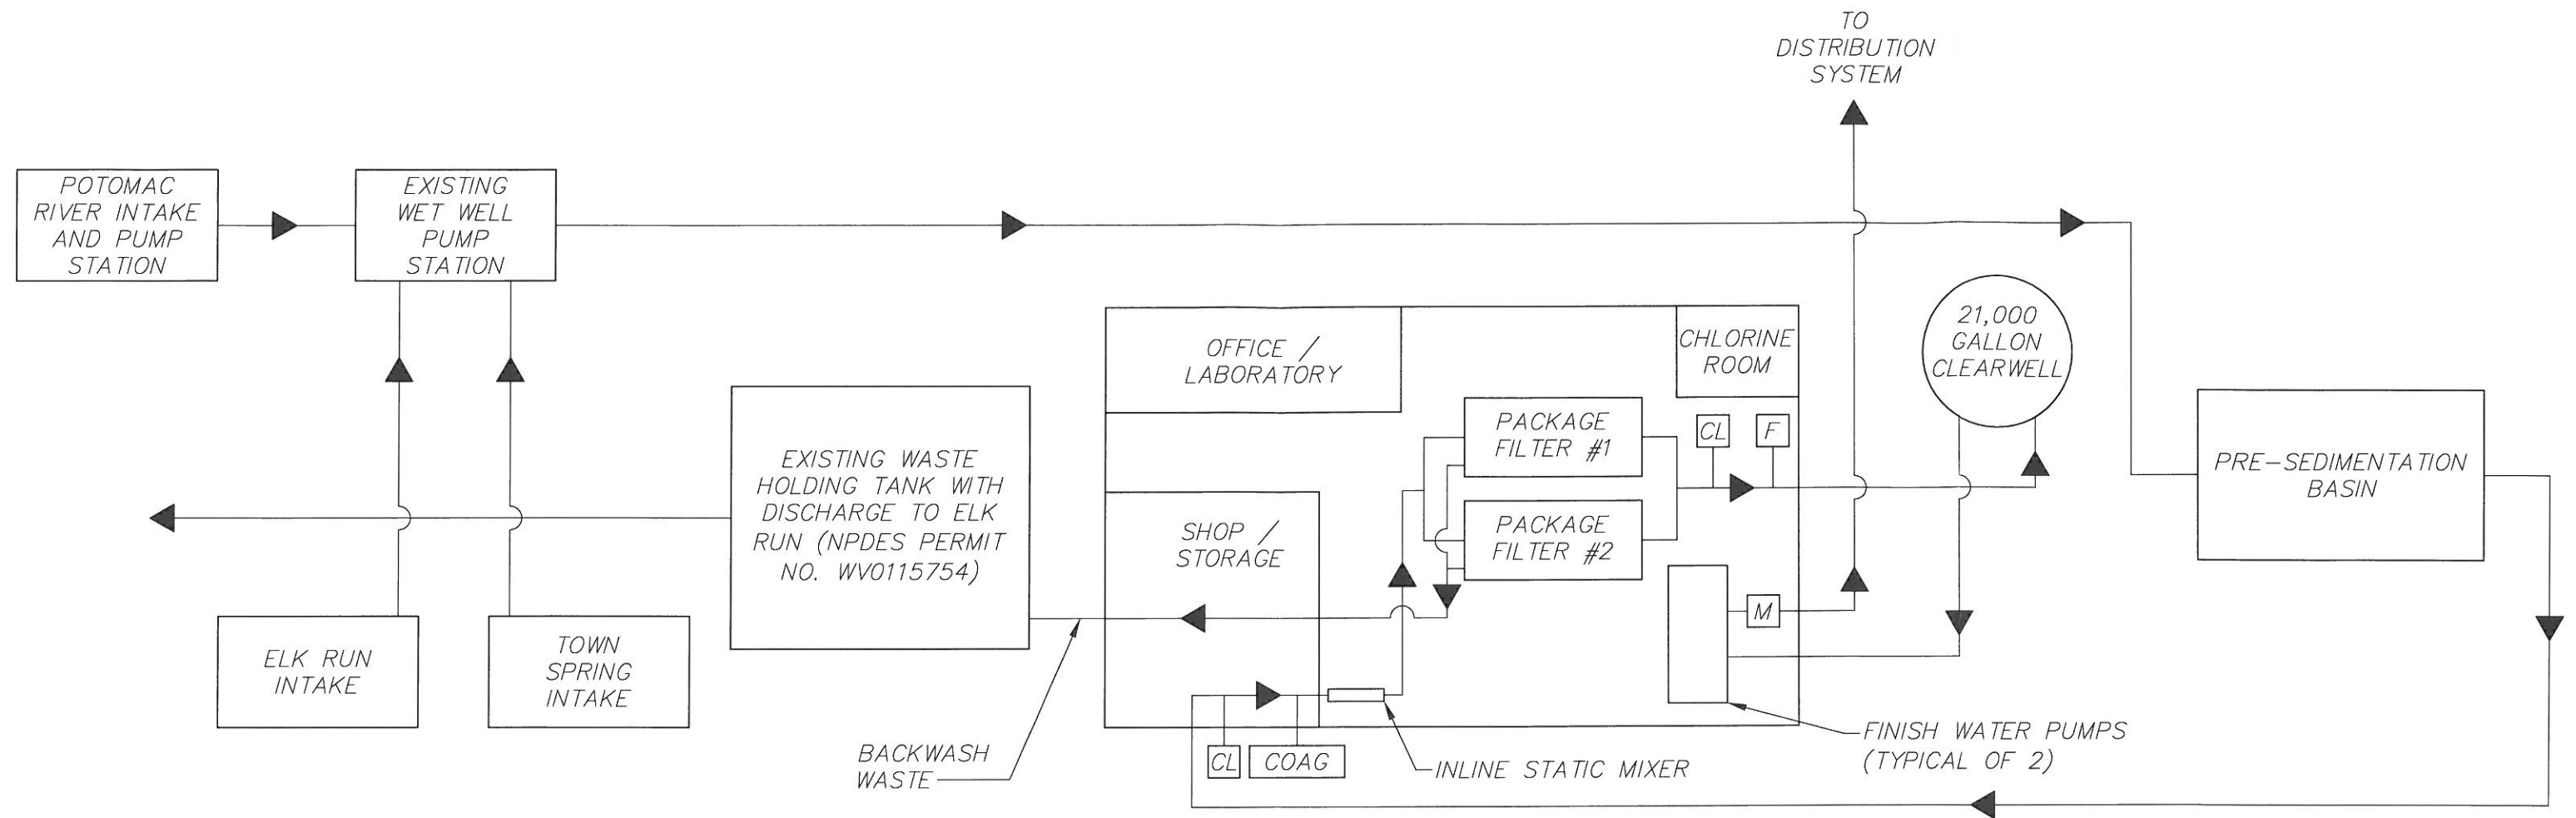 TO
DISTRIBUTION
SYSTEM
POTOMAC
RIVER INTAKE
AND PUMP
STATION
EXISTING
WET WELL
PUMP
STATION
21,000
GALLON
CLEARWELL
OFFICE /
LABORATORY
CHLORINE
ROOM
EXISTING WASTE
HOLDING TANK WITH
DISCHARGE TO ELK
RUN (NPDES PERMIT
NO. WV0115754)
PACKAGE
FILTER #1
CL
F
PRE-SEDIMENTATION
BASIN
SHOP /
STORAGE
PACKAGE
FILTER #2
M
ELK RUN
INTAKE
TOWN
SPRING
INTAKE
BACKWASH
WASTE
CL
COAG
INLINE STATIC MIXER
FINISH WATER PUMPS
(TYPICAL OF 2)